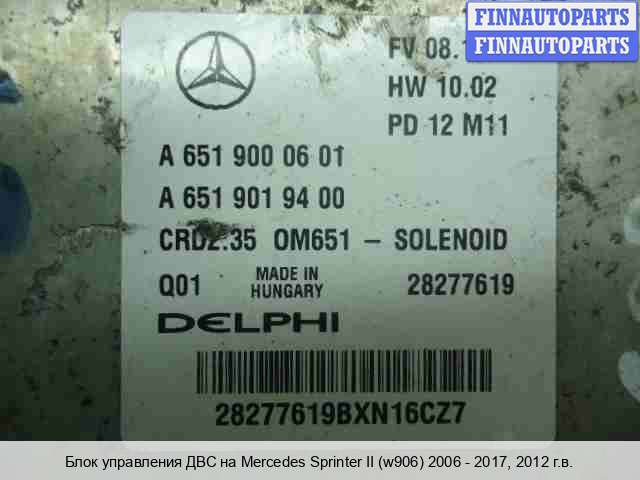 FINNAUTOPARTS
FINNAUTOPARTS
FV 08.
HW 10.02
PD 12 M11
A 651 900 06 01
A 651 901 94 00
CRD2.35 OM651 – SOLENOID
Q01 MADE IN HUNGARY 28277619
DELPHI
28277619BXN16CZ7
Блок управления ДВС на Mercedes Sprinter II (w906) 2006 - 2017, 2012 г.в.